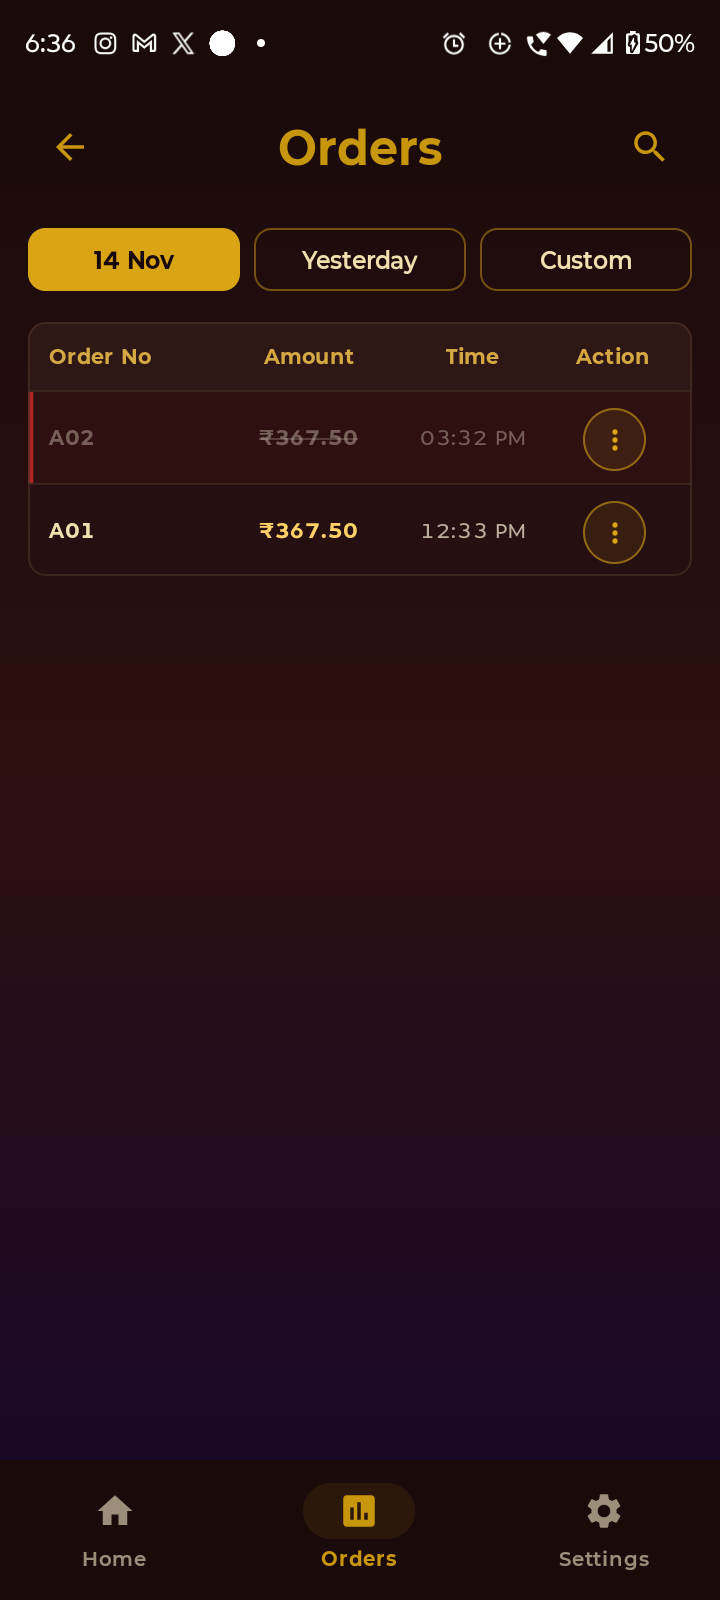 6:36 50%
Orders
14 Nov Yesterday Custom
Order No Amount Time Action
A02 ₹367.50 03:32 PM
A01 ₹367.50 12:33 PM
Home Orders Settings